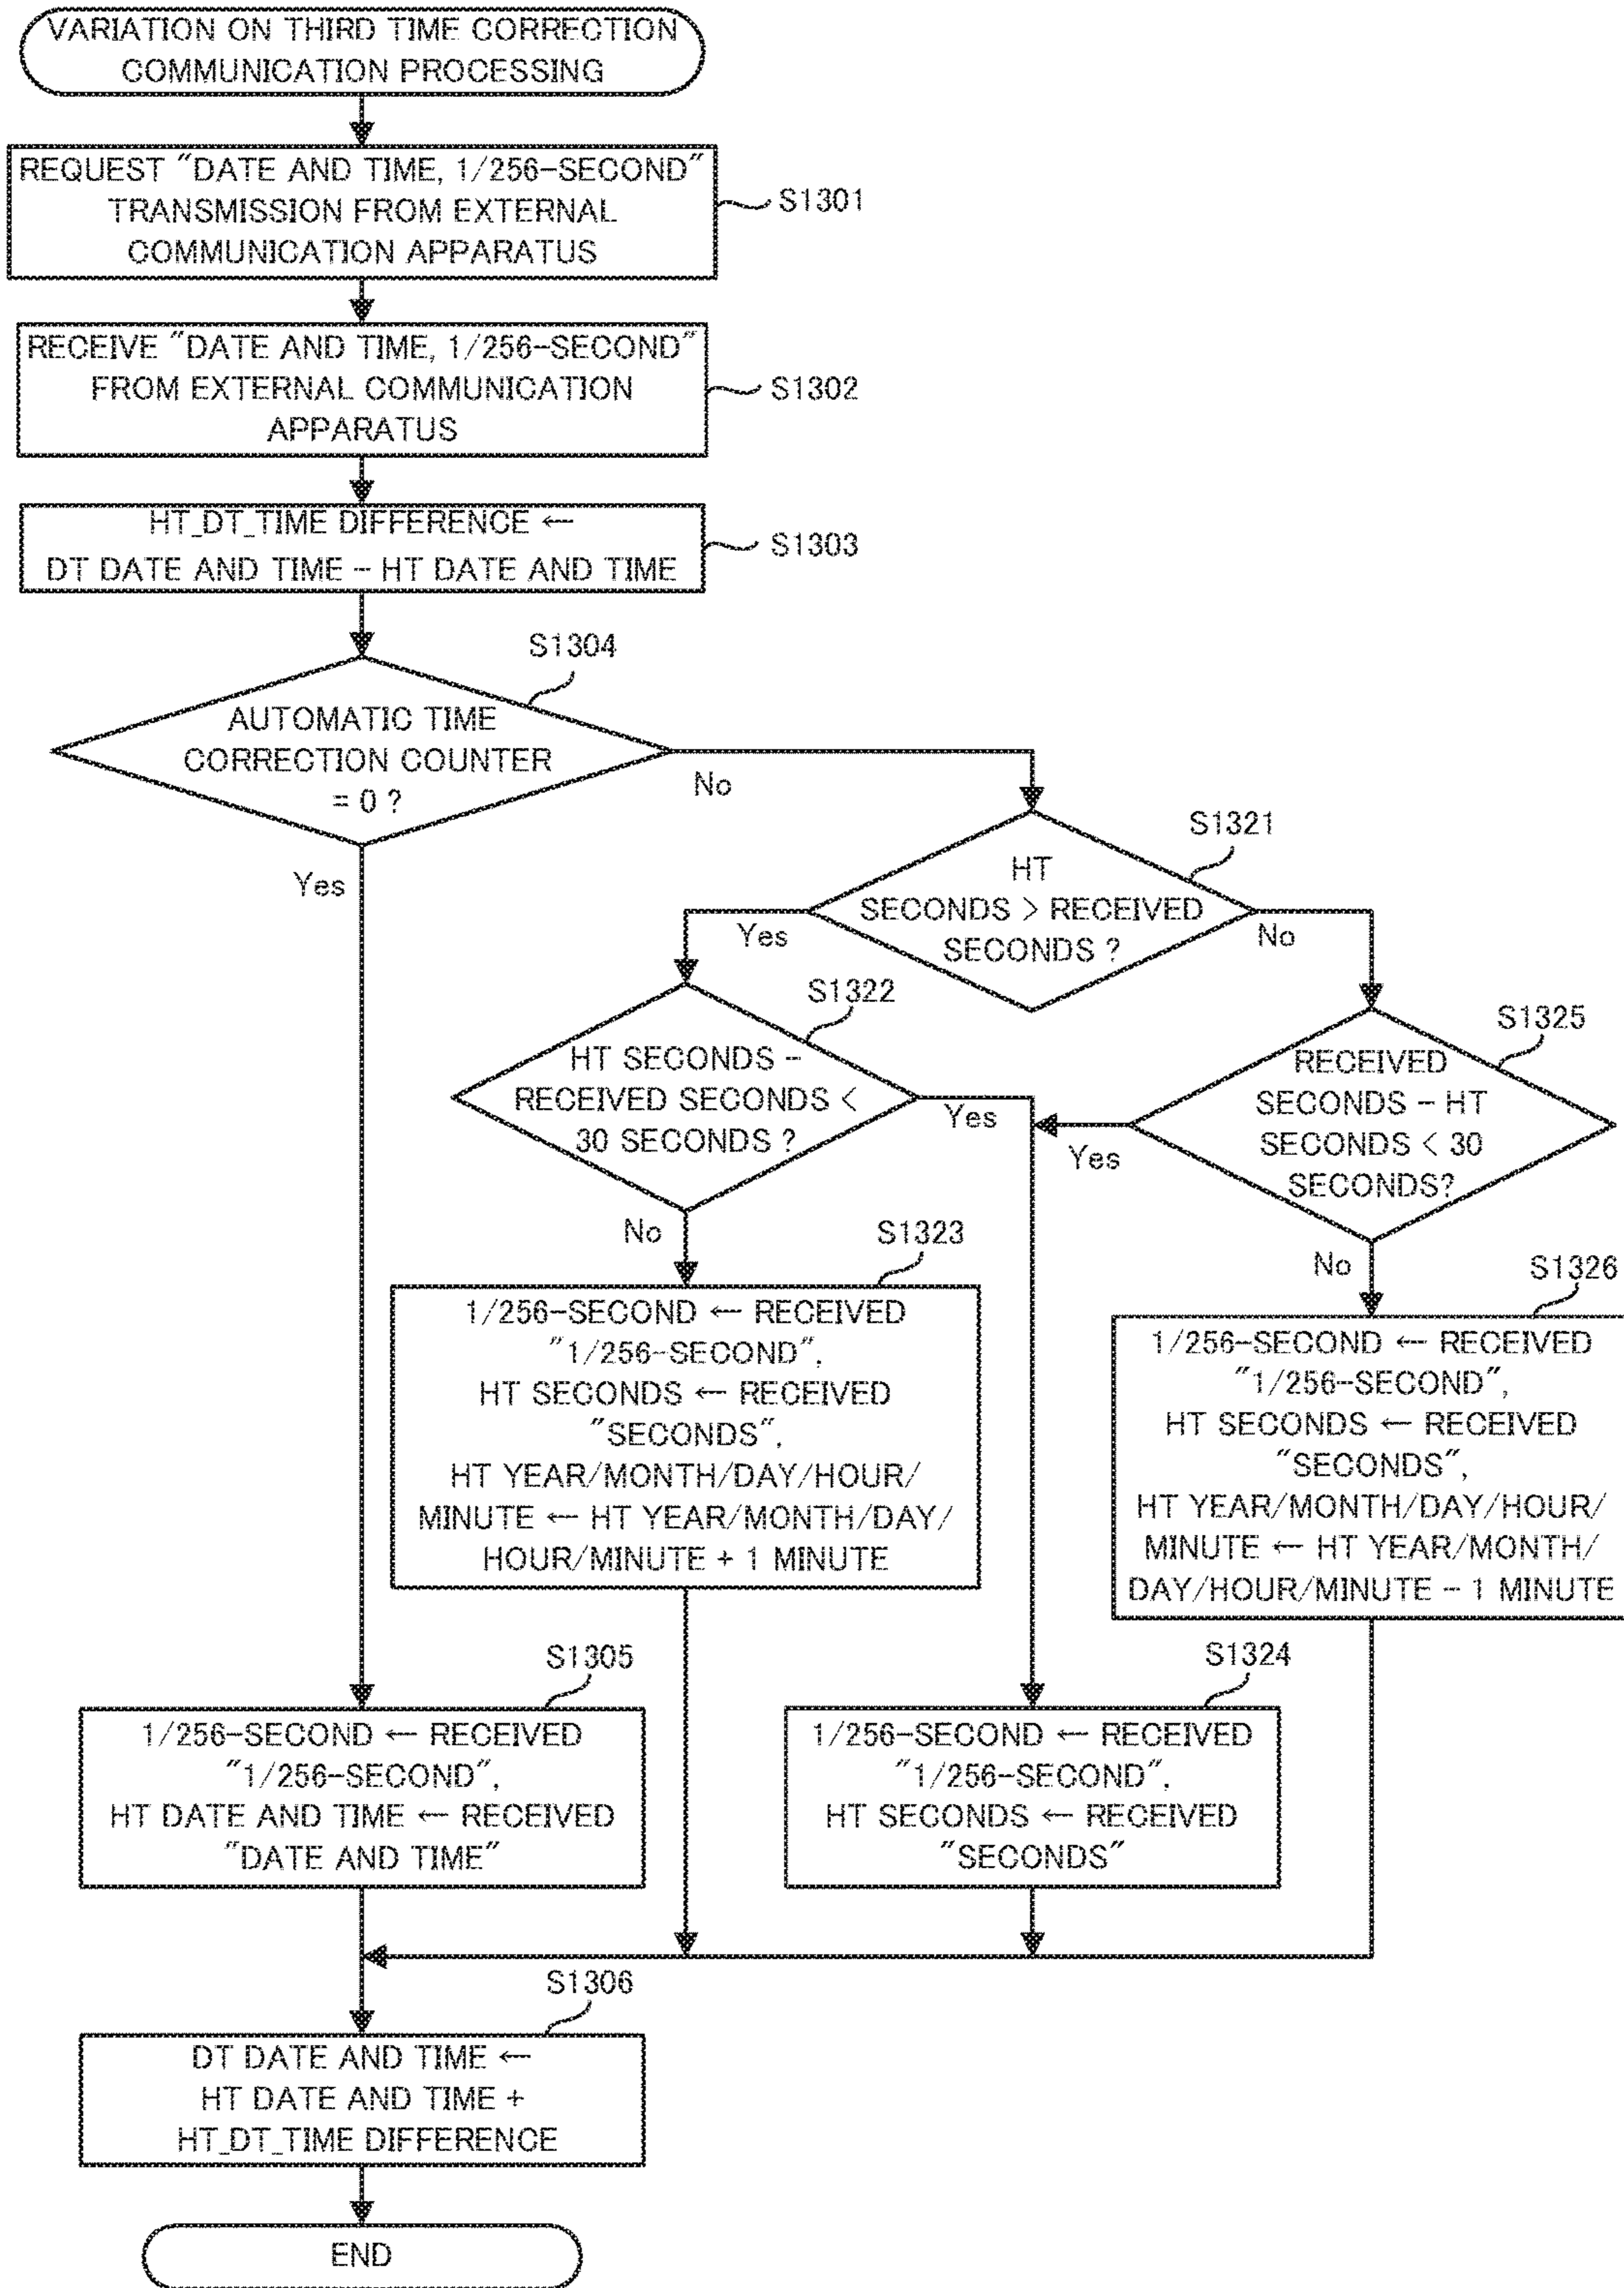 VARIATION ON THIRD TIME CORRECTION
COMMUNICATION PROCESSING
REQUEST "DATE AND TIME, 1/256-SECOND"
TRANSMISSION FROM EXTERNAL
COMMUNICATION APPARATUS
S1301
RECEIVE "DATE AND TIME, 1/256-SECOND"
FROM EXTERNAL COMMUNICATION
APPARATUS
S1302
HT_DT_TIME DIFFERENCE ←
DT DATE AND TIME - HT DATE AND TIME
S1303
S1304
AUTOMATIC TIME
CORRECTION COUNTER
= 0 ?
No
Yes
S1321
HT
SECONDS > RECEIVED
SECONDS ?
Yes
No
S1322
HT SECONDS -
RECEIVED SECONDS <
30 SECONDS ?
Yes
No
S1325
RECEIVED
SECONDS - HT
SECONDS < 30
SECONDS?
Yes
No
S1323
1/256-SECOND ← RECEIVED
"1/256-SECOND",
HT SECONDS ← RECEIVED
"SECONDS",
HT YEAR/MONTH/DAY/HOUR/
MINUTE ← HT YEAR/MONTH/DAY/
HOUR/MINUTE + 1 MINUTE
S1326
1/256-SECOND ← RECEIVED
"1/256-SECOND",
HT SECONDS ← RECEIVED
"SECONDS",
HT YEAR/MONTH/DAY/HOUR/
MINUTE ← HT YEAR/MONTH/
DAY/HOUR/MINUTE - 1 MINUTE
S1305
1/256-SECOND ← RECEIVED
"1/256-SECOND",
HT DATE AND TIME ← RECEIVED
"DATE AND TIME"
S1324
1/256-SECOND ← RECEIVED
"1/256-SECOND",
HT SECONDS ← RECEIVED
"SECONDS"
S1306
DT DATE AND TIME ←
HT DATE AND TIME +
HT_DT_TIME DIFFERENCE
END